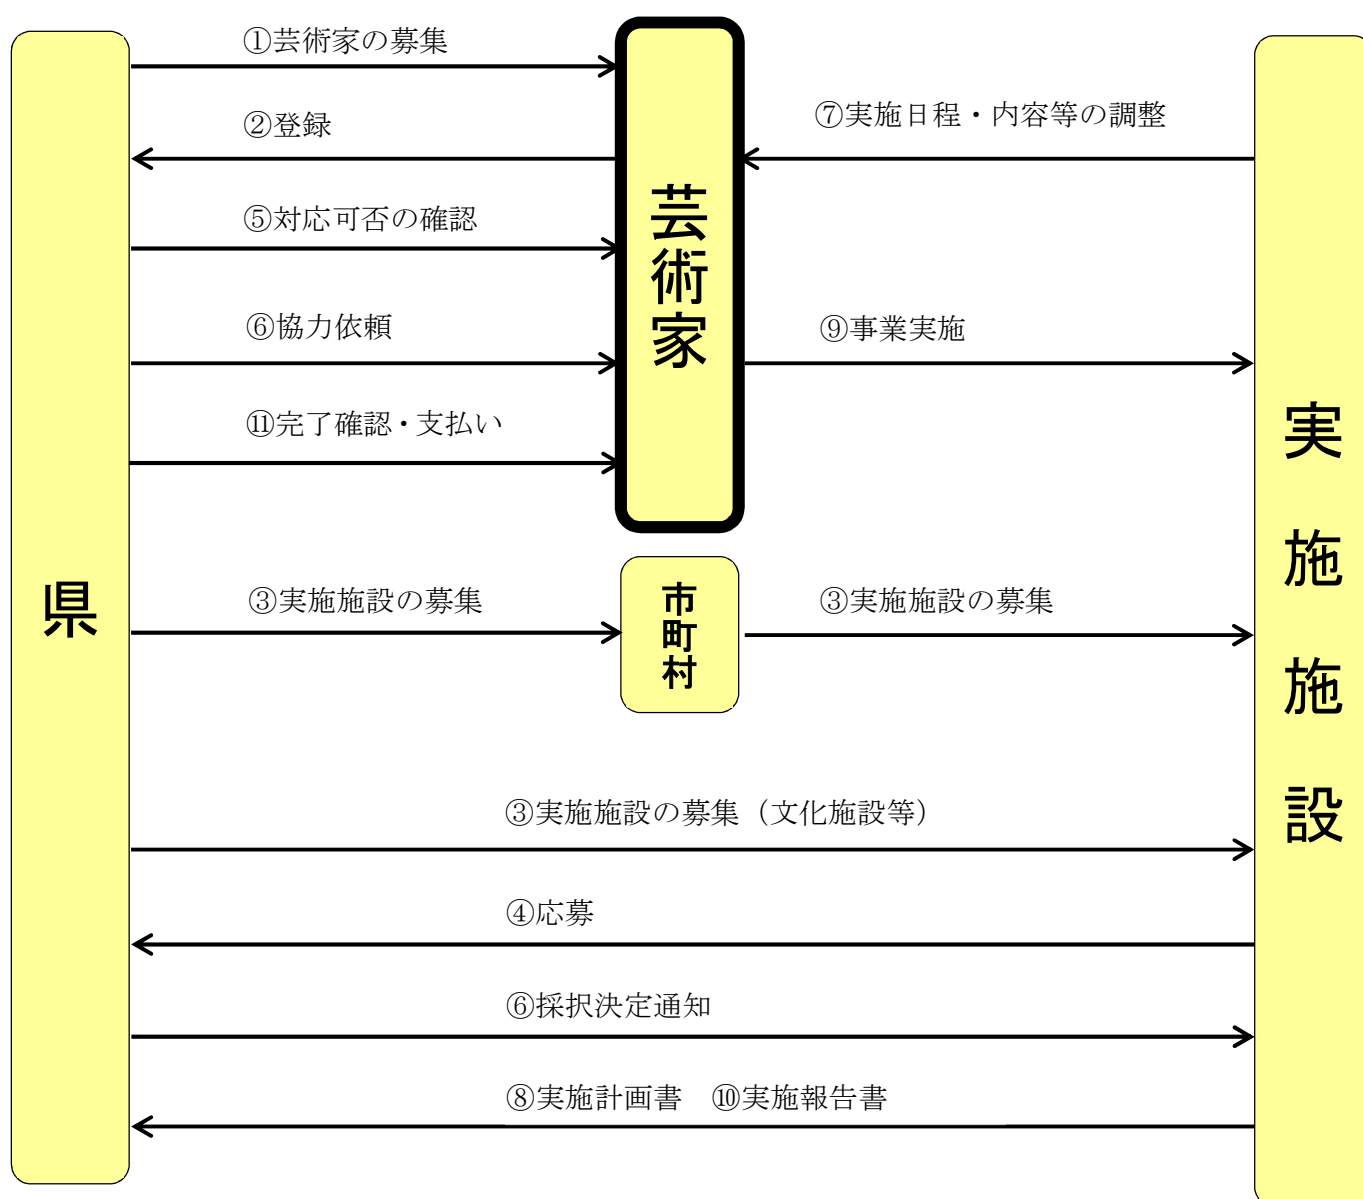 ①芸術家の募集
②登録
⑤対応可否の確認
⑥協力依頼
⑪完了確認・支払い
芸術家
⑦実施日程・内容等の調整
⑨事業実施
県
③実施施設の募集
市町村
③実施施設の募集
実施施設
③実施施設の募集（文化施設等）
④応募
⑥採択決定通知
⑧実施計画書　⑩実施報告書